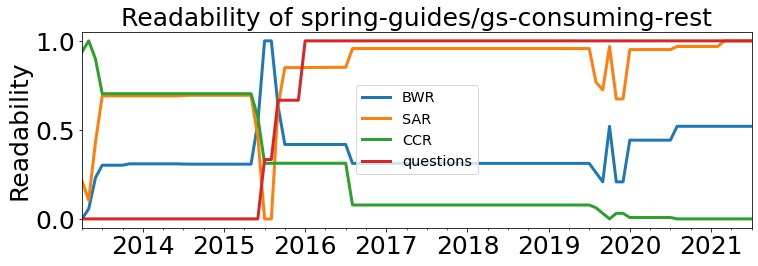 Readability of spring-guides/gs-consuming-rest
Readability
1.0
0.5
0.0
BWR
SAR
CCR
questions
2014 2015 2016 2017 2018 2019 2020 2021